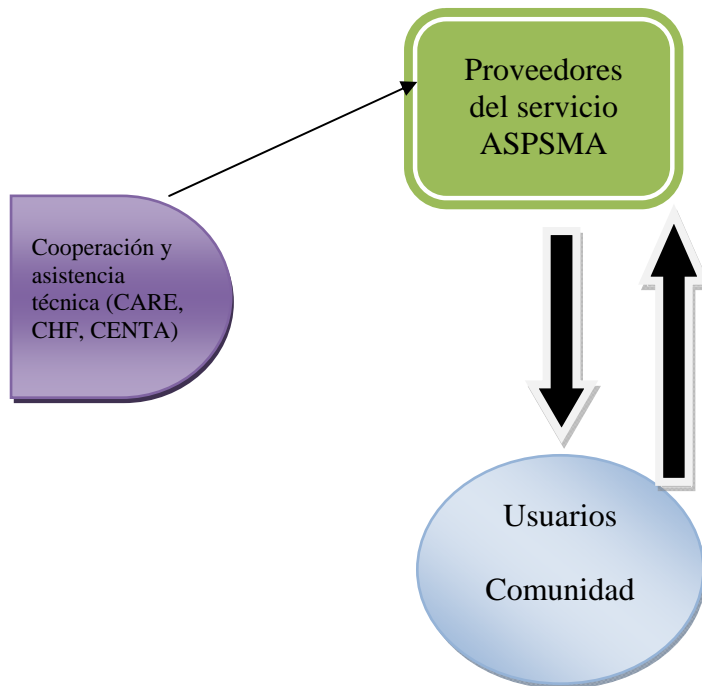 Proveedores
del servicio
ASPSMA
Cooperación y
asistencia
técnica (CARE,
CHF, CENTA)
Usuarios
Comunidad